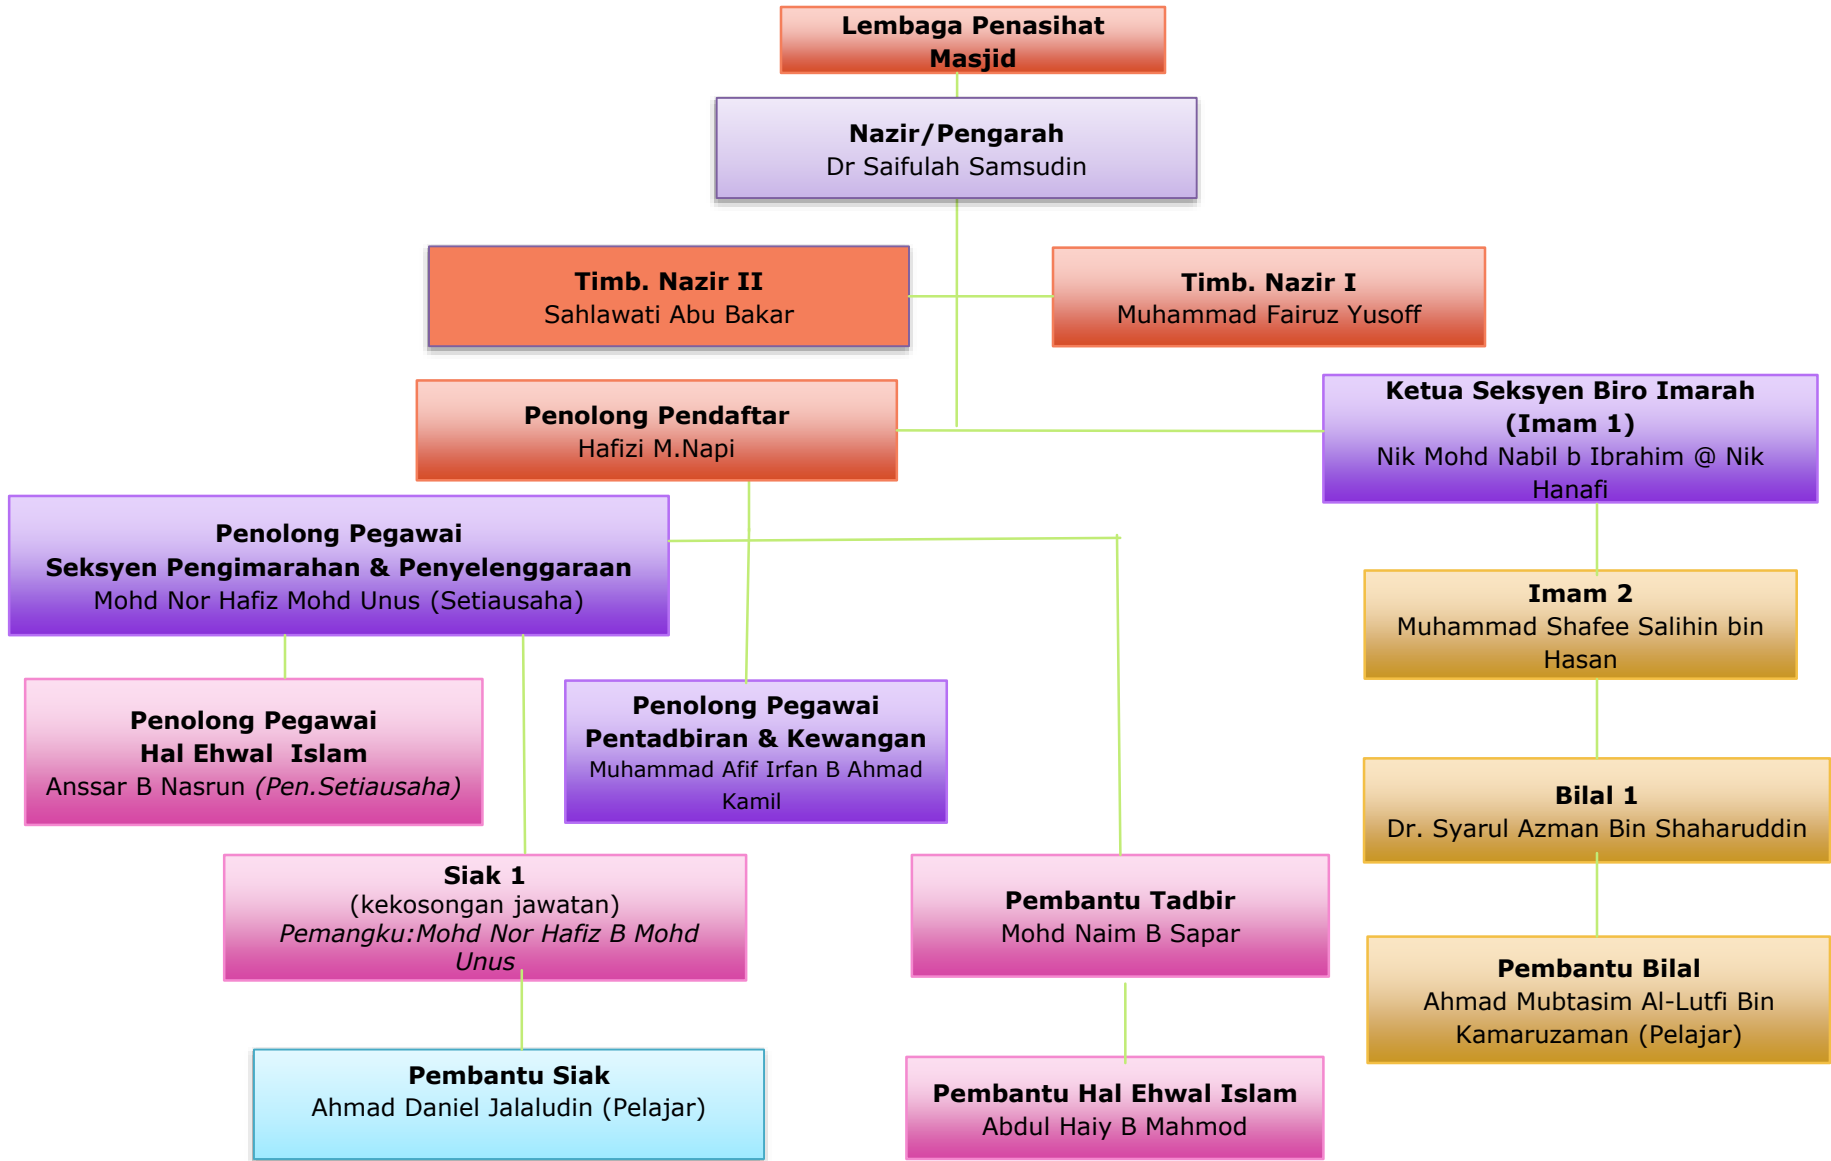 Lembaga Penasihat
Masjid
Nazir/Pengarah
Dr Saifulah Samsudin
Timb. Nazir II
Sahlawati Abu Bakar
Timb. Nazir I
Muhammad Fairuz Yusoff
Penolong Pendaftar
Hafizi M.Napi
Ketua Seksyen Biro Imarah
(Imam 1)
Nik Mohd Nabil b Ibrahim @ Nik
Hanafi
Penolong Pegawai
Seksyen Pengimarahan & Penyelenggaraan
Mohd Nor Hafiz Mohd Unus (Setiausaha)
Imam 2
Muhammad Shafee Salihin bin
Hasan
Penolong Pegawai
Hal Ehwal  Islam
Anssar B Nasrun (Pen.Setiausaha)
Penolong Pegawai
Pentadbiran & Kewangan
Muhammad Afif Irfan B Ahmad
Kamil
Bilal 1
Dr. Syarul Azman Bin Shaharuddin
Siak 1
(kekosongan jawatan)
Pemangku:Mohd Nor Hafiz B Mohd
Unus
Pembantu Tadbir
Mohd Naim B Sapar
Pembantu Bilal
Ahmad Mubtasim Al-Lutfi Bin
Kamaruzaman (Pelajar)
Pembantu Siak
Ahmad Daniel Jalaludin (Pelajar)
Pembantu Hal Ehwal Islam
Abdul Haiy B Mahmod